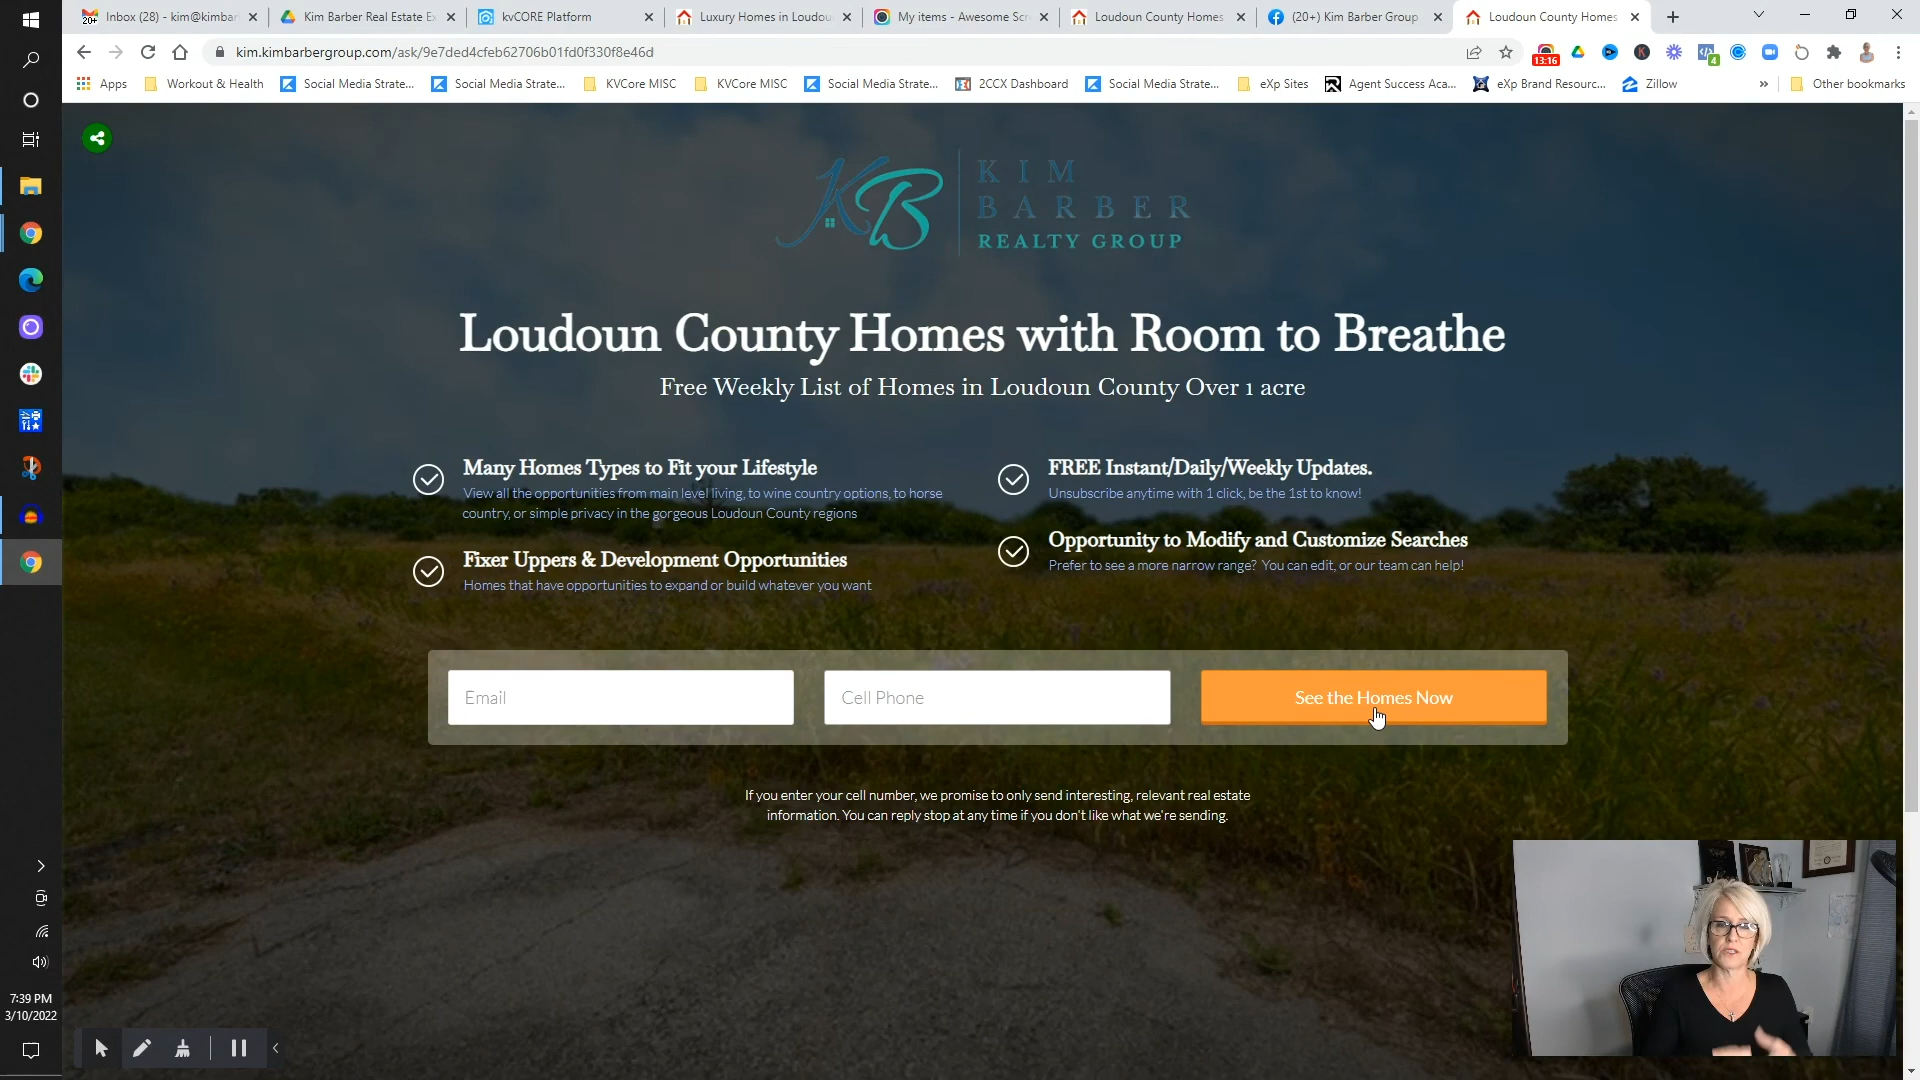 Inbox (28) - kim@kimbar
Kim Barber Real Estate Ex
kvCORE Platform
Luxury Homes in Loudou
My items - Awesome Scr
Loudoun County Homes
(20+) Kim Barber Group
Loudoun County Homes
kim.kimbarbergroup.com/ask/9e7ded4cfeb62706b01fd0f330f8e46d
13:16
4
Apps
Workout & Health
Social Media Strate...
Social Media Strate...
KVCore MISC
KVCore MISC
Social Media Strate...
2CCX Dashboard
Social Media Strate...
eXp Sites
Agent Success Aca...
eXp Brand Resourc...
Zillow
»
Other bookmarks
KB
KIM
BARBER
REALTY GROUP
Loudoun County Homes with Room to Breathe
Free Weekly List of Homes in Loudoun County Over 1 acre
Many Homes Types to Fit your Lifestyle
View all the opportunities from main level living, to wine country options, to horse
country, or simple privacy in the gorgeous Loudoun County regions
FREE Instant/Daily/Weekly Updates.
Unsubscribe anytime with 1 click, be the 1st to know!
Fixer Uppers & Development Opportunities
Homes that have opportunities to expand or build whatever you want
Opportunity to Modify and Customize Searches
Prefer to see a more narrow range? You can edit, or our team can help!
Email
Cell Phone
See the Homes Now
If you enter your cell number, we promise to only send interesting, relevant real estate
information. You can reply stop at any time if you don't like what we're sending.
7:39 PM
3/10/2022